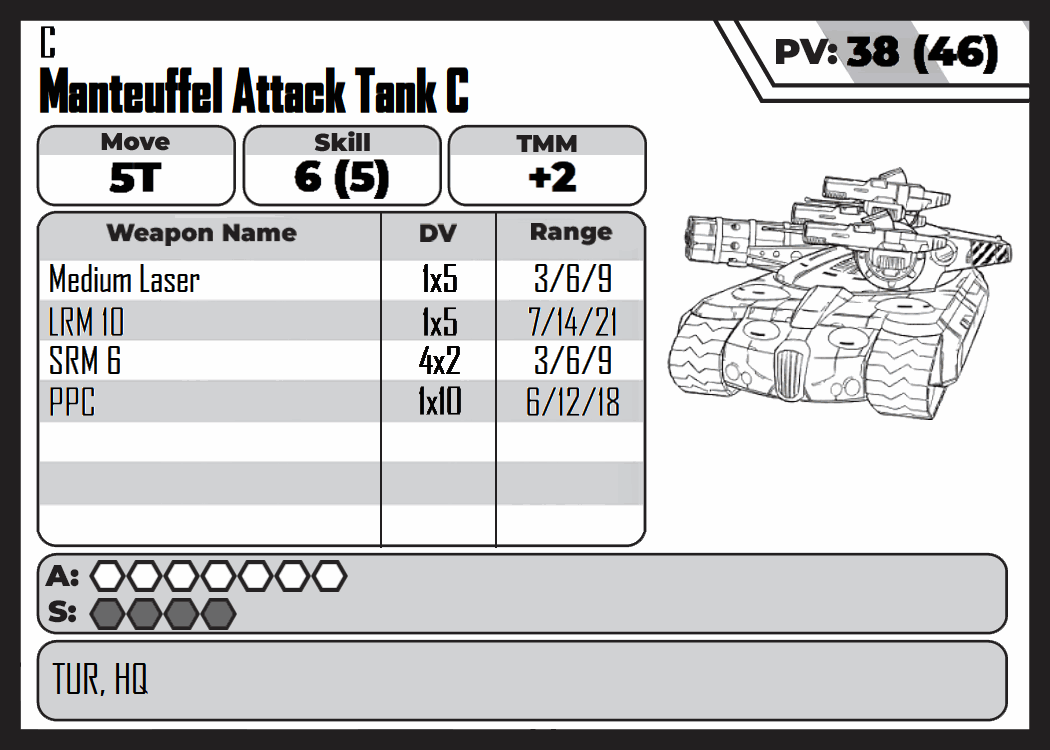 C
Manteuffel Attack Tank C
PV: 38 (46)
Move Skill TMM
5T 6 (5) +2
Weapon Name DV Range
Medium Laser 1x5 3/6/9
LRM 10 1x5 7/14/21
SRM 6 4x2 3/6/9
PPC 1x10 6/12/18
A:
S:
TUR, HQ